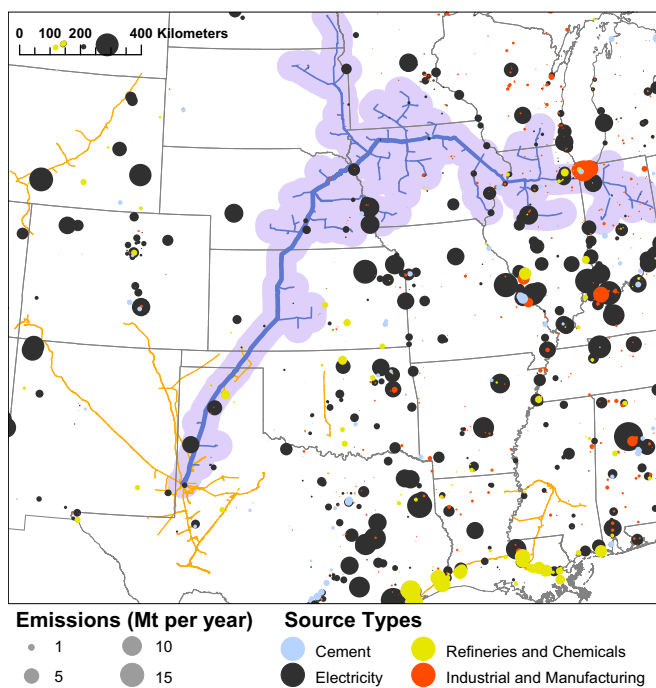 0 100 200 400 Kilometers
Emissions (Mt per year) Source Types
1 10 Cement Refineries and Chemicals
5 15 Electricity Industrial and Manufacturing